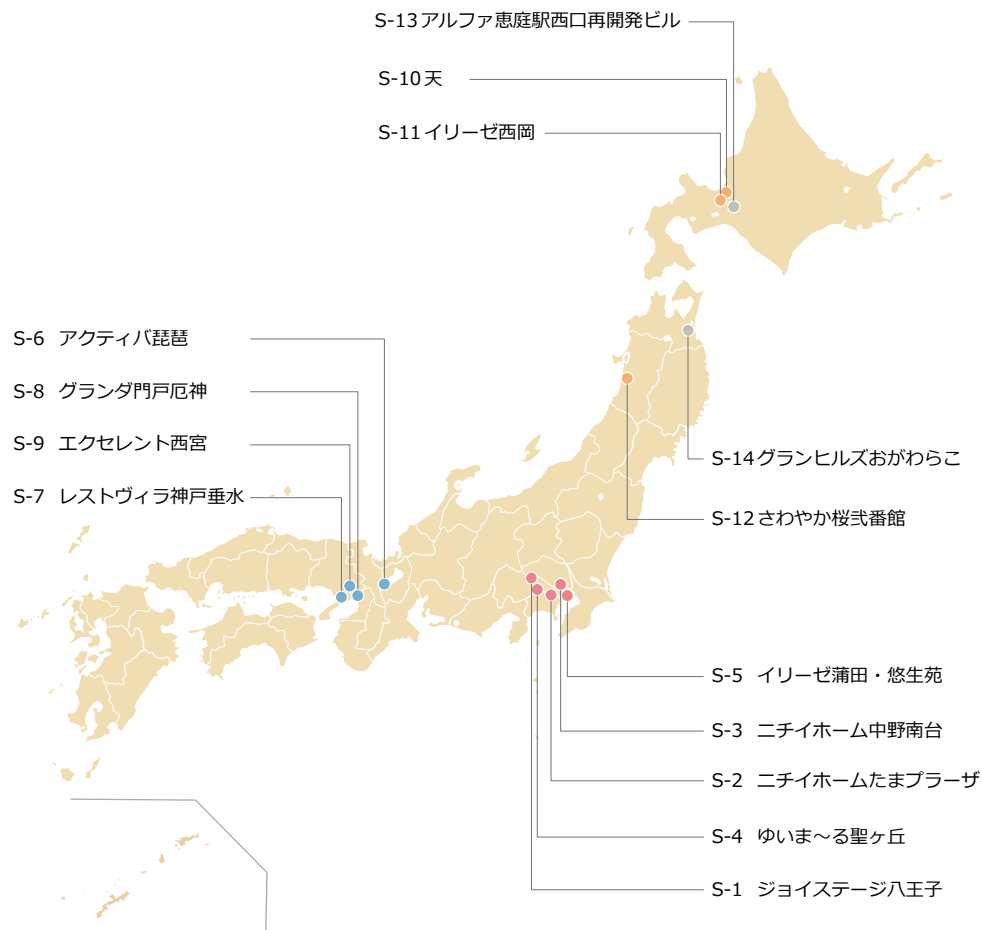 S-13アルファ恵庭駅西口再開発ビル
S-10 天
S-11 イリーゼ西岡
S-6 アクティバ琵琶
S-8 グランダ門戸厄神
S-9 エクセレント西宮
S-7 レストヴィラ神戸垂水
S-14グランヒルズおがわらこ
S-12 さわやか桜弐番館
S-5 イリーゼ蒲田・悠生苑
S-3 ニチイホーム中野南台
S-2 ニチイホームたまプラーザ
S-4 ゆいま～る聖ヶ丘
S-1 ジョイステージ八王子